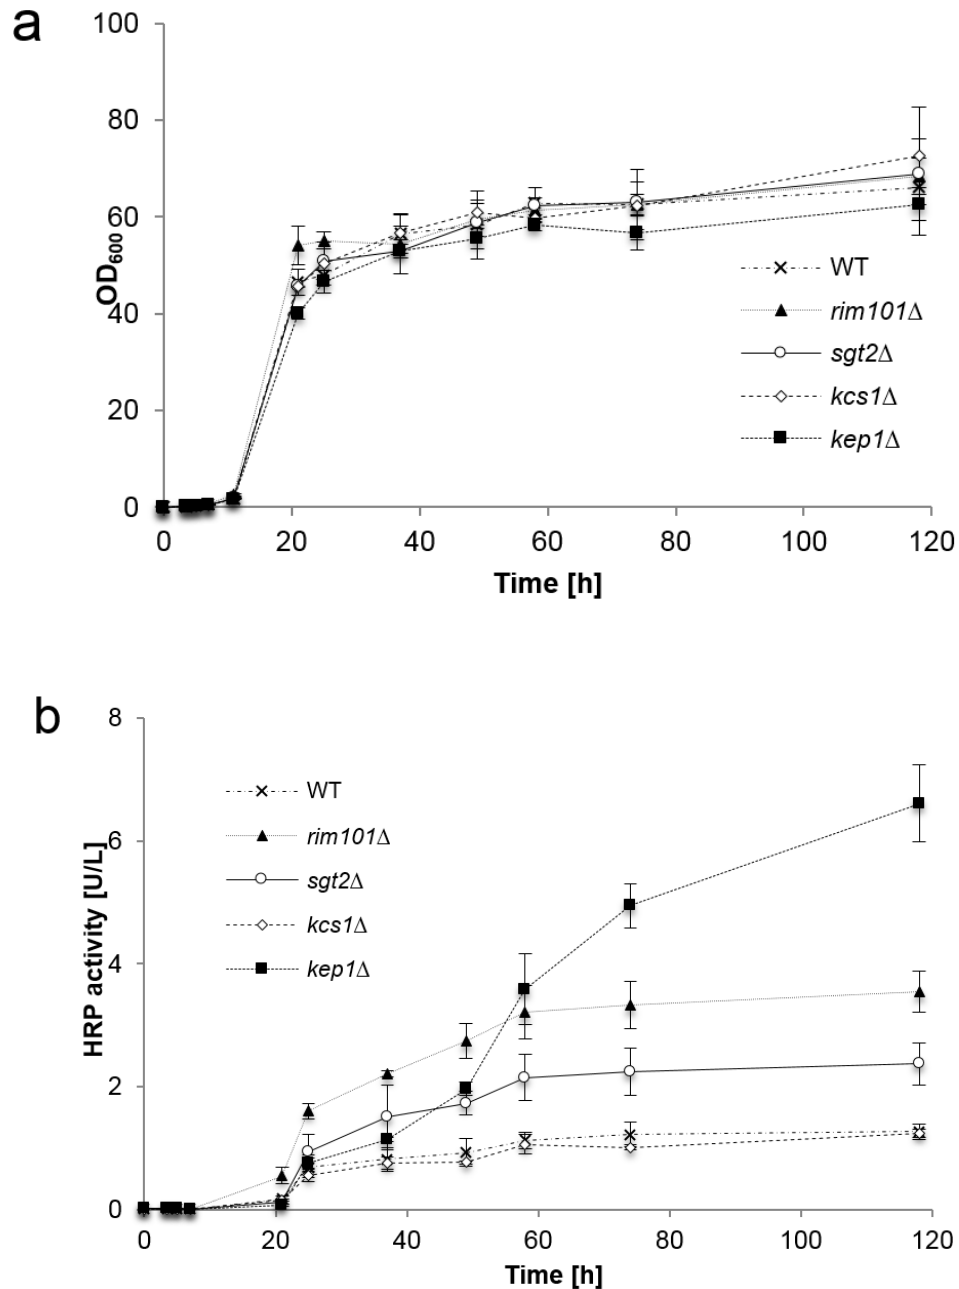 a
100
80
60
40
20
0
OD600
0 20 40 60 80 100 120
Time [h]
WT
rim101Δ
sgt2Δ
kcs1Δ
kep1Δ
b
8
6
4
2
0
HRP activity [U/L]
WT
rim101Δ
sgt2Δ
kcs1Δ
kep1Δ
0 20 40 60 80 100 120
Time [h]